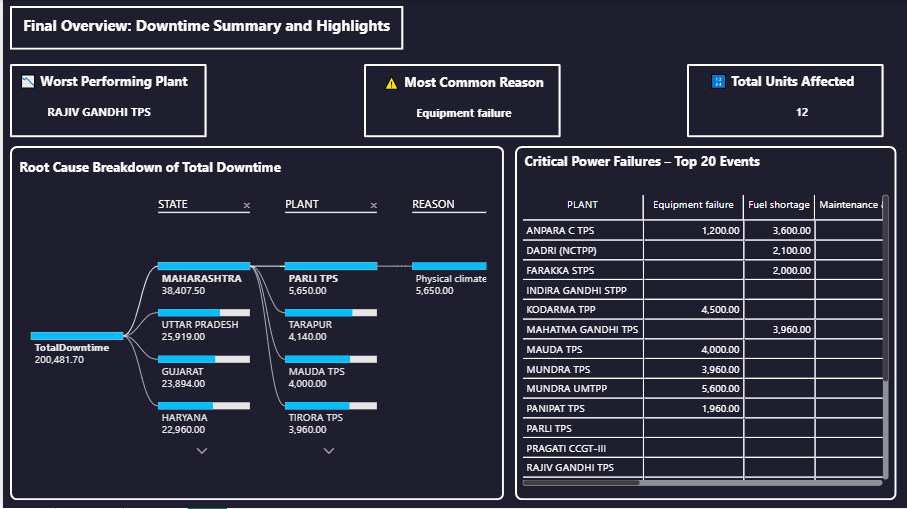 Final Overview: Downtime Summary and Highlights
Worst Performing Plant
RAJIV GANDHI TPS
Most Common Reason
Equipment failure
Total Units Affected
12
Root Cause Breakdown of Total Downtime
STATE
PLANT
REASON
TotalDowntime
200,481.70
MAHARASHTRA
38,407.50
UTTAR PRADESH
25,919.00
GUJARAT
23,894.00
HARYANA
22,960.00
PARLI TPS
5,650.00
TARAPUR
4,140.00
MAUDA TPS
4,000.00
TIRORA TPS
3,960.00
Physical climate
5,650.00
Critical Power Failures – Top 20 Events
PLANT Equipment failure Fuel shortage Maintenance
ANPARA C TPS 1,200.00 3,600.00
DADRI (NCTPP) 2,100.00
FARAKKA STPS 2,000.00
INDIRA GANDHI STPP
KODARMA TPP 4,500.00
MAHATMA GANDHI TPS 3,960.00
MAUDA TPS 4,000.00
MUNDRA TPS 3,960.00
MUNDRA UMTPP 5,600.00
PANIPAT TPS 1,960.00
PARLI TPS
PRAGATI CCGT-III
RAJIV GANDHI TPS